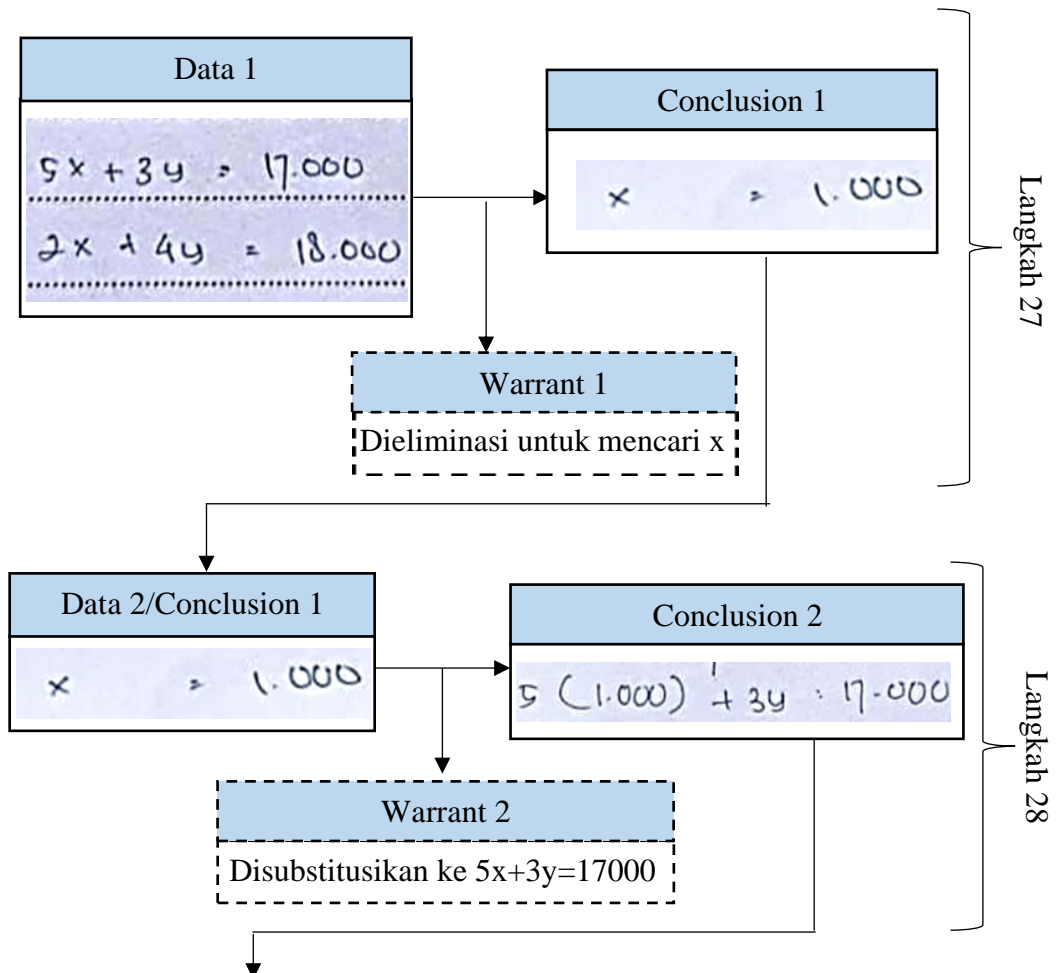 Data 1
5x + 3y = 17.000
2x + 4y = 18.000
Conclusion 1
x = 1.000
Warrant 1
Dieliminasi untuk mencari x
Langkah 27
Data 2/Conclusion 1
x = 1.000
Conclusion 2
5 (1.000) + 3y = 17.000
Warrant 2
Disubstitusikan ke 5x+3y=17000
Langkah 28